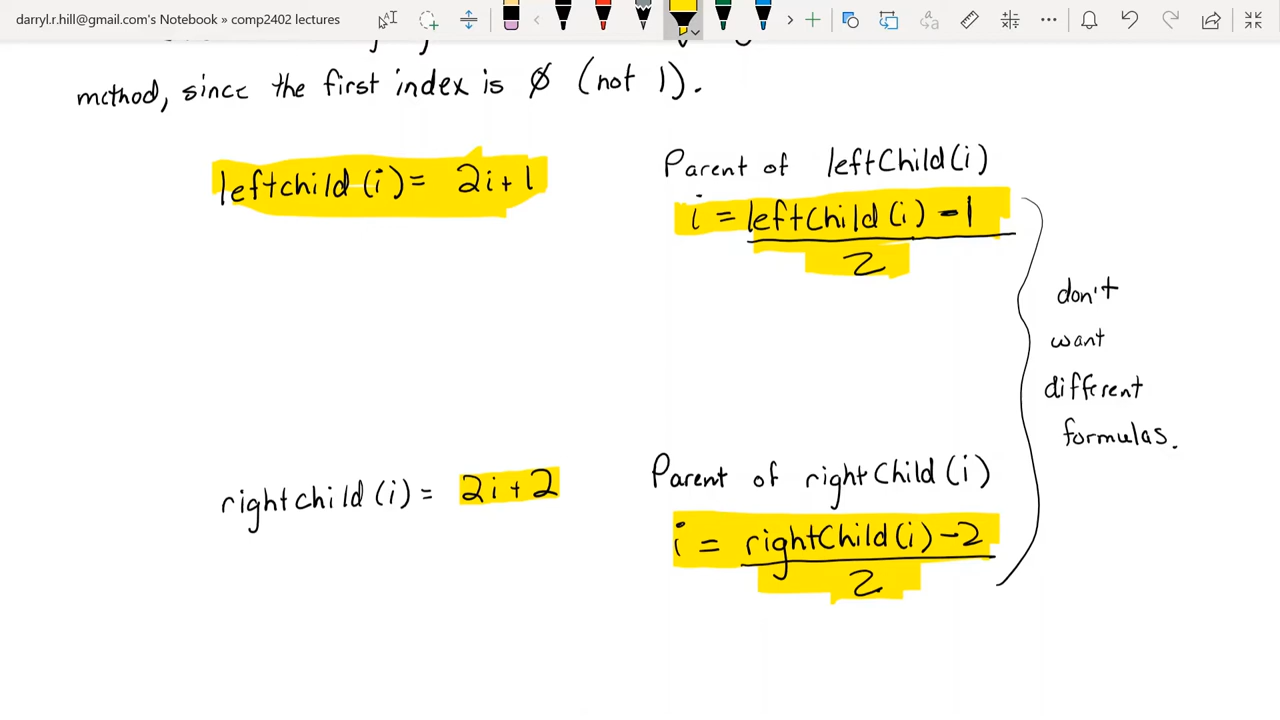 darryl.r.hill@gmail.com's Notebook » comp2402 lectures
method, since the first index is 0 (not 1).
leftchild(i) = 2i+1
Parent of leftChild(i)
i = leftChild(i) - 1
2
don't
want
different
formulas.
rightchild(i) = 2i+2
Parent of rightChild(i)
i = rightChild(i) - 2
2